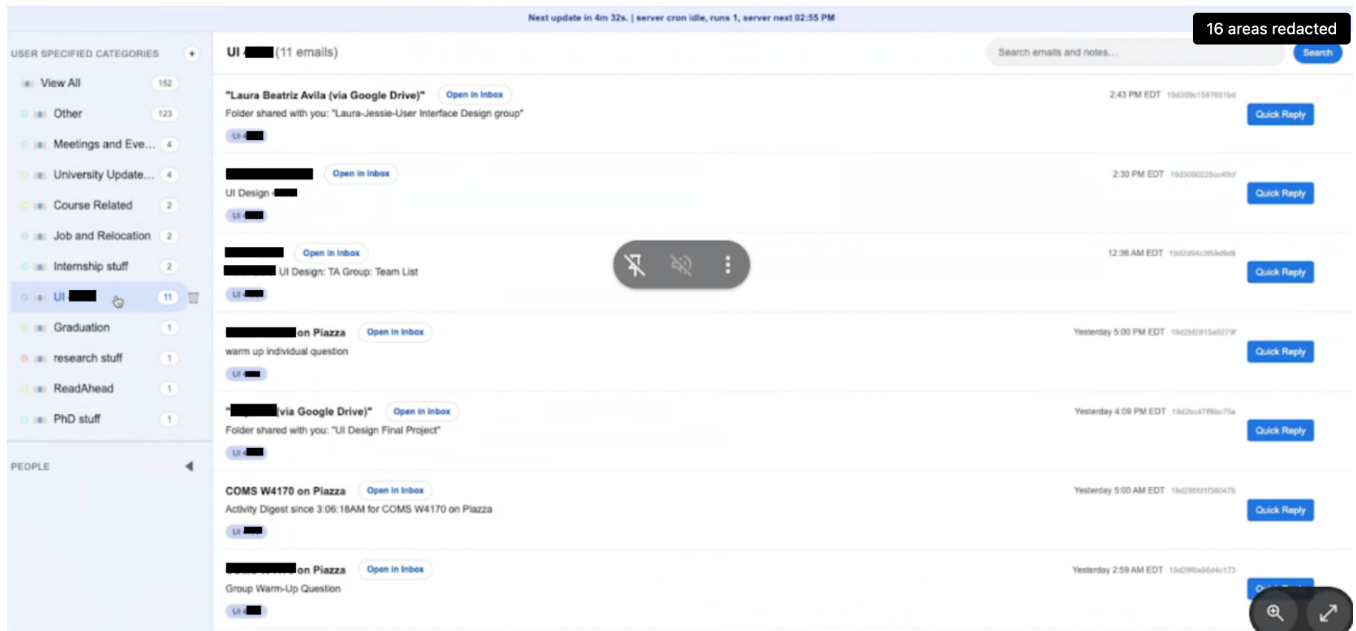 Next update in 4m 32s. | server cron idle, runs 1, server next 02:55 PM
16 areas redacted
USER SPECIFIED CATEGORIES +
View All 152
Other 123
Meetings and Eve... 4
University Update... 4
Course Related 2
Job and Relocation 2
Internship stuff 2
UI 11
Graduation 1
research stuff 1
ReadAhead 1
PhD stuff 1
PEOPLE
UI (11 emails)
Search emails and notes...
Search
"Laura Beatriz Avila (via Google Drive)" Open in Inbox
2:43 PM EDT
Folder shared with you: "Laura-Jessie-User Interface Design group"
Quick Reply
UI
Open in Inbox
2:30 PM EDT
UI Design
Quick Reply
UI
Open in Inbox
12:36 AM EDT
UI Design: TA Group: Team List
Quick Reply
UI
on Piazza Open in Inbox
Yesterday 5:00 PM EDT
warm up individual question
Quick Reply
UI
" (via Google Drive)" Open in Inbox
Yesterday 4:09 PM EDT
Folder shared with you: "UI Design Final Project"
Quick Reply
UI
COMS W4170 on Piazza Open in Inbox
Yesterday 5:00 AM EDT
Activity Digest since 3:06:18AM for COMS W4170 on Piazza
Quick Reply
UI
on Piazza Open in Inbox
Yesterday 2:59 AM EDT
Group Warm-Up Question
UI